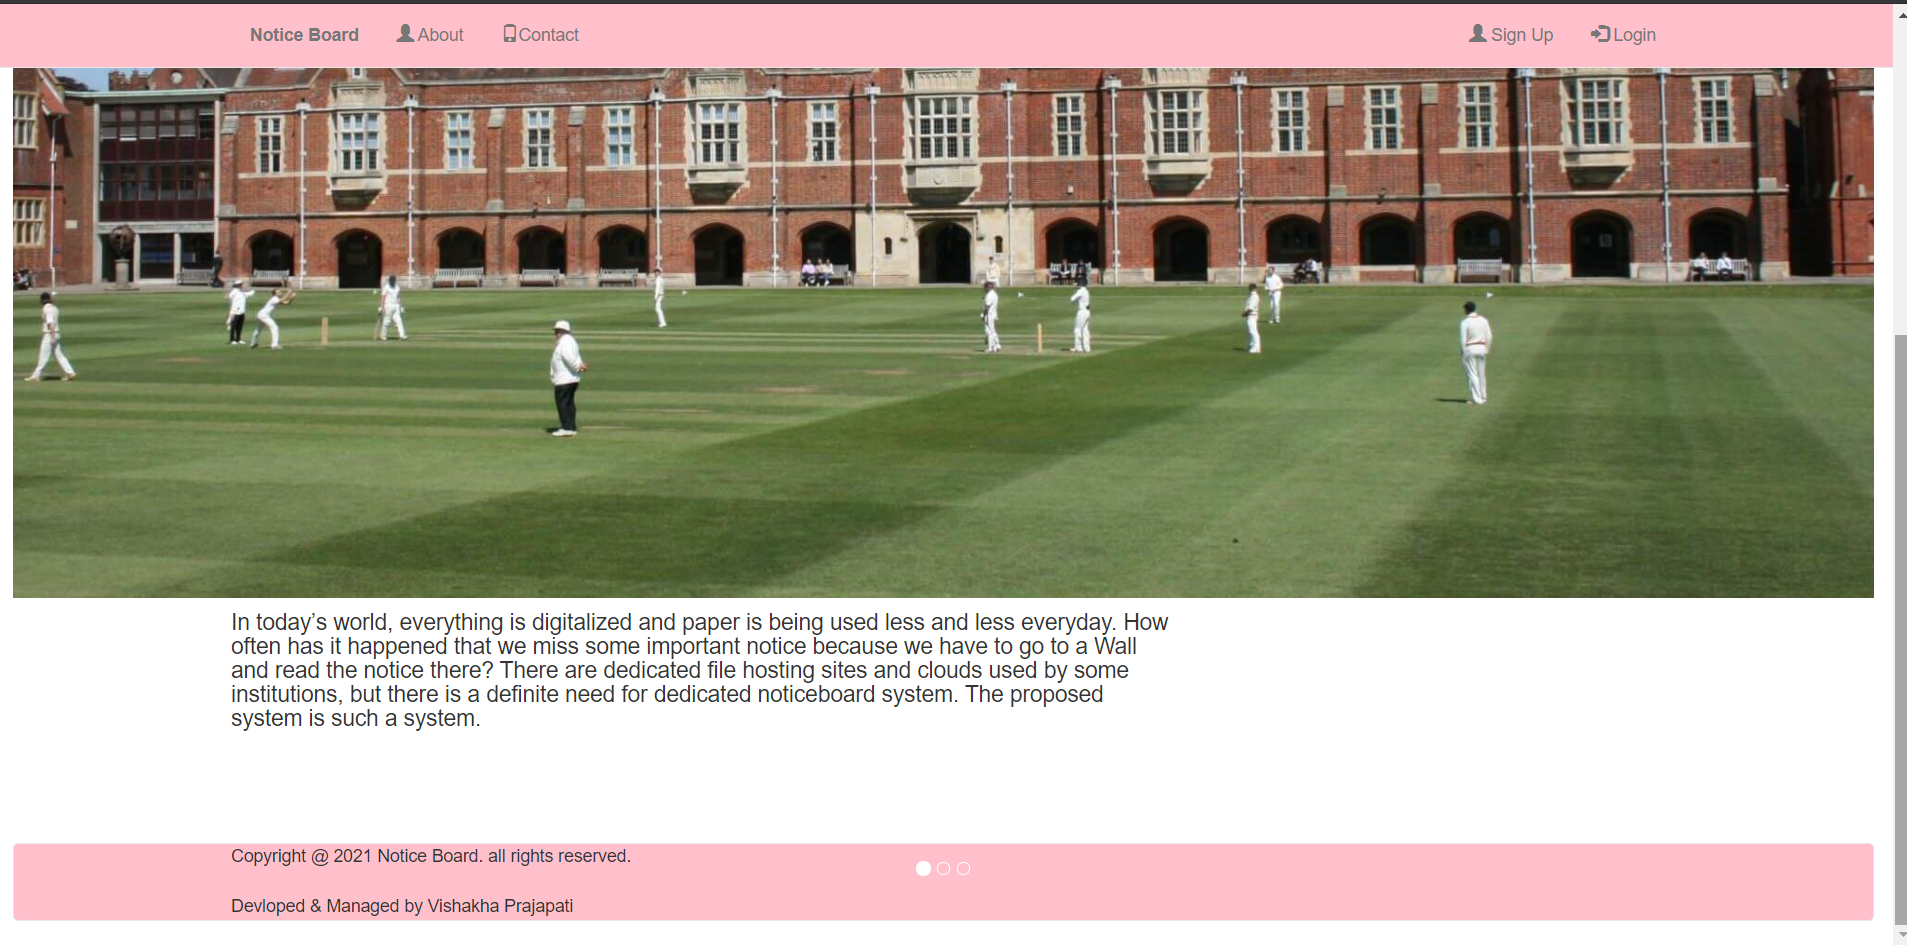 Notice Board About Contact Sign Up Login
In today’s world, everything is digitalized and paper is being used less and less everyday. How
often has it happened that we miss some important notice because we have to go to a Wall
and read the notice there? There are dedicated file hosting sites and clouds used by some
institutions, but there is a definite need for dedicated noticeboard system. The proposed
system is such a system.
Copyright @ 2021 Notice Board. all rights reserved.
Devloped & Managed by Vishakha Prajapati